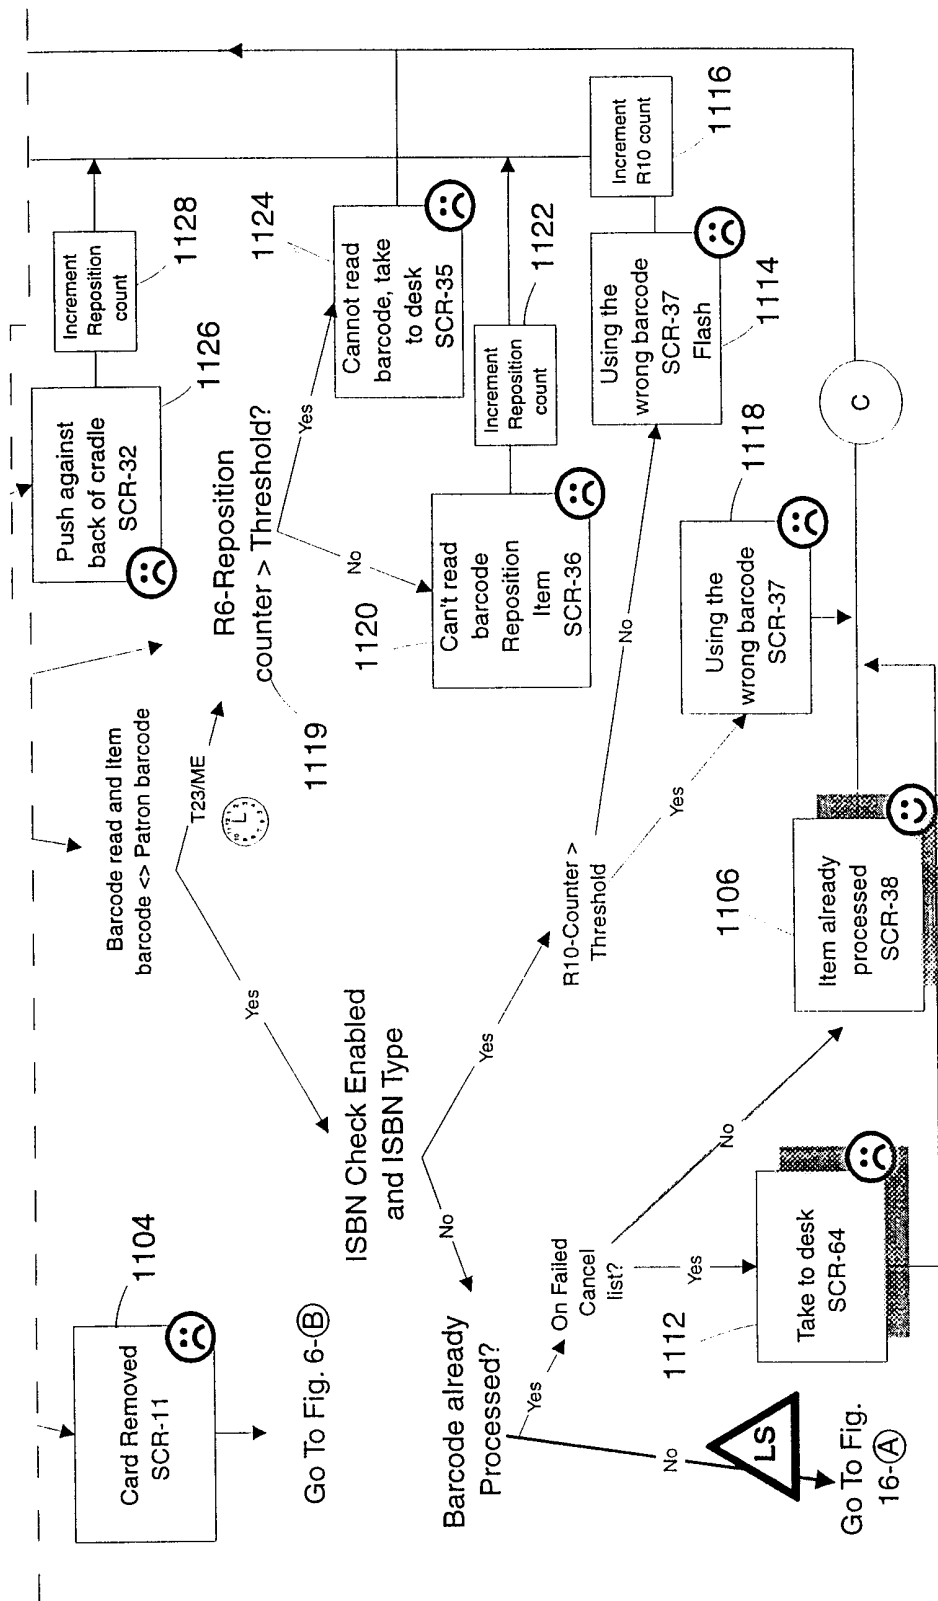 Card Removed
SCR-11
1104
Go To Fig. 6-B
Barcode read and Item
barcode <> Patron barcode
T23/ME
Yes
ISBN Check Enabled
and ISBN Type
No
Yes
Barcode already
Processed?
Yes
No
LS
Go To Fig.
16-A
On Failed
Cancel
list?
Yes
No
1112
Take to desk
SCR-64
1106
Item already
processed
SCR-38
R10-Counter >
Threshold
Yes
No
Using the
wrong barcode
SCR-37
1118
Using the
wrong barcode
SCR-37
Flash
1114
Increment
R10 count
1116
C
Push against
back of cradle
SCR-32
1126
Increment
Reposition
count
1128
R6-Reposition
counter > Threshold?
1119
Yes
No
1124
Cannot read
barcode, take
to desk
SCR-35
1120
Can't read
barcode
Reposition
Item
SCR-36
Increment
Reposition
count
1122